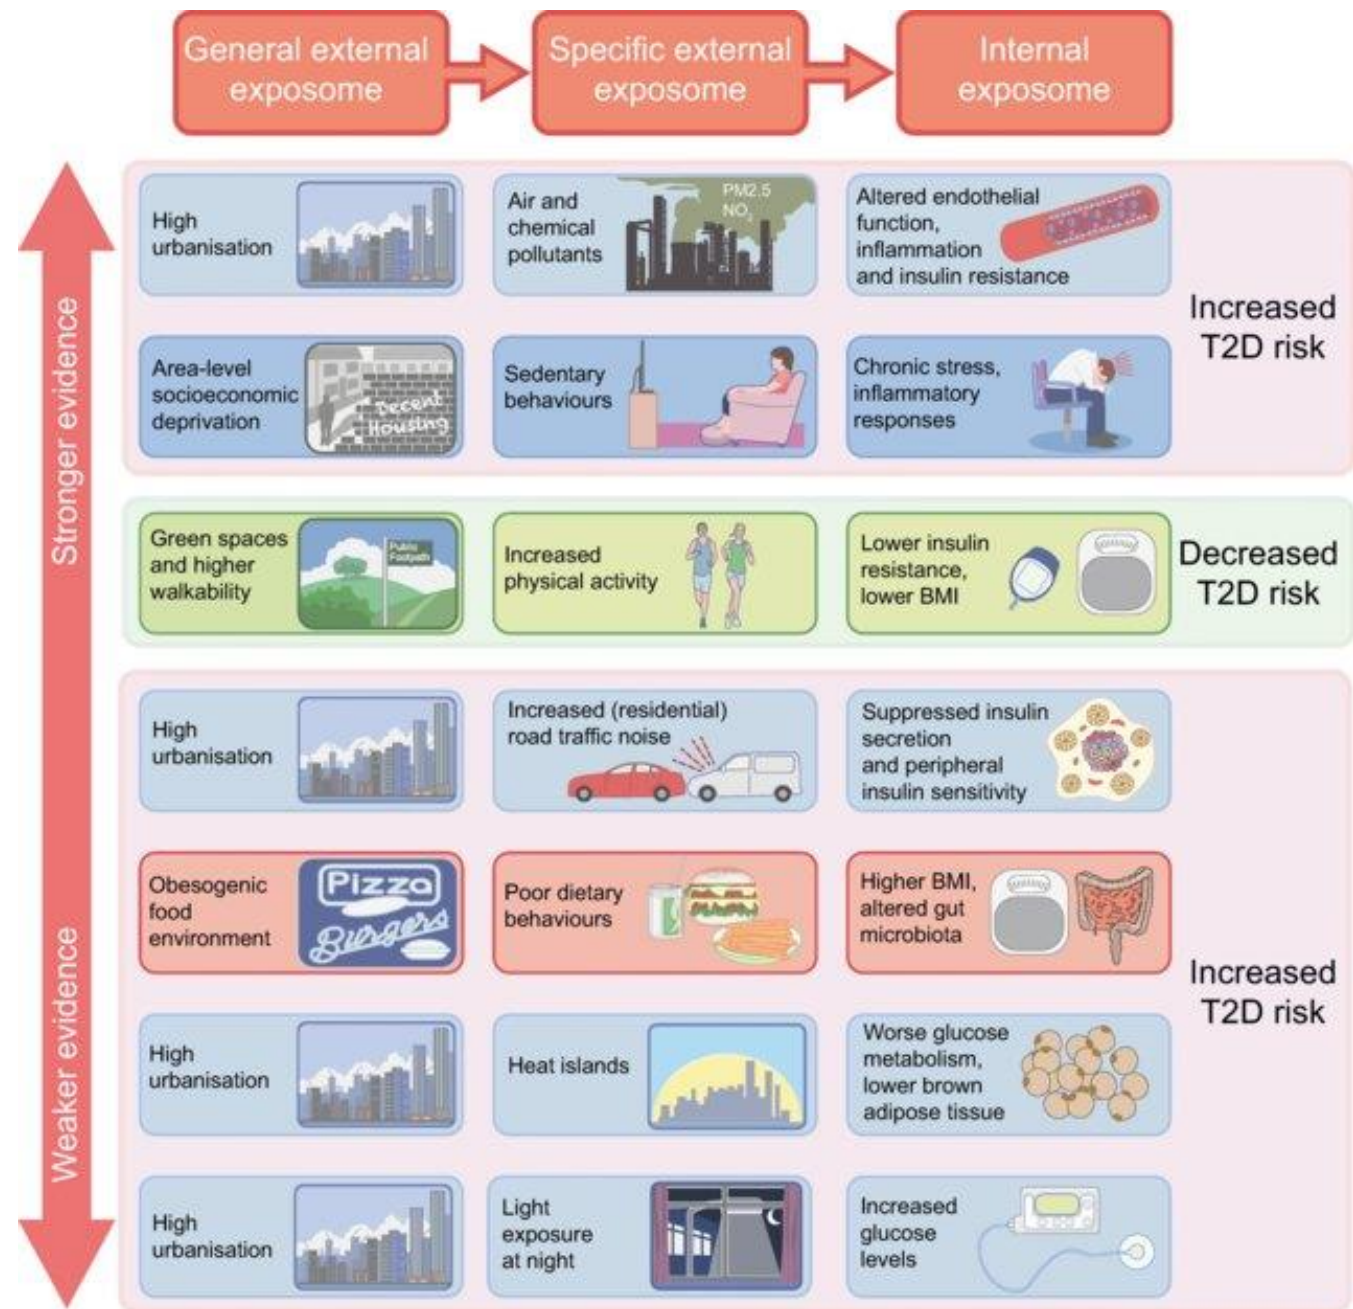 General external
exposome
Specific external
exposome
Internal
exposome
Stronger evidence
Weaker evidence
High
urbanisation
Air and
chemical
pollutants
PM2.5
NO₂
Altered endothelial
function,
inflammation
and insulin resistance
Increased
T2D risk
Area-level
socioeconomic
deprivation
Decent
Housing
Sedentary
behaviours
Chronic stress,
inflammatory
responses
Green spaces
and higher
walkability
Public
Footpath
Increased
physical activity
Lower insulin
resistance,
lower BMI
Decreased
T2D risk
High
urbanisation
Increased (residential)
road traffic noise
Suppressed insulin
secretion
and peripheral
insulin sensitivity
Obesogenic
food
environment
Pizza
Burgers
Poor dietary
behaviours
Higher BMI,
altered gut
microbiota
Increased
T2D risk
High
urbanisation
Heat islands
Worse glucose
metabolism,
lower brown
adipose tissue
High
urbanisation
Light
exposure
at night
Increased
glucose
levels